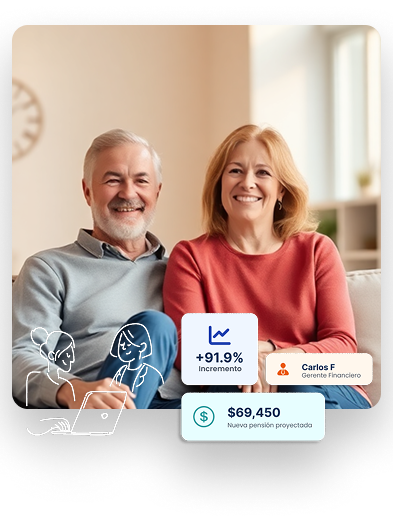 +91.9%
Incremento
Carlos F
Gerente Financiero
$69,450
Nueva pensión proyectada